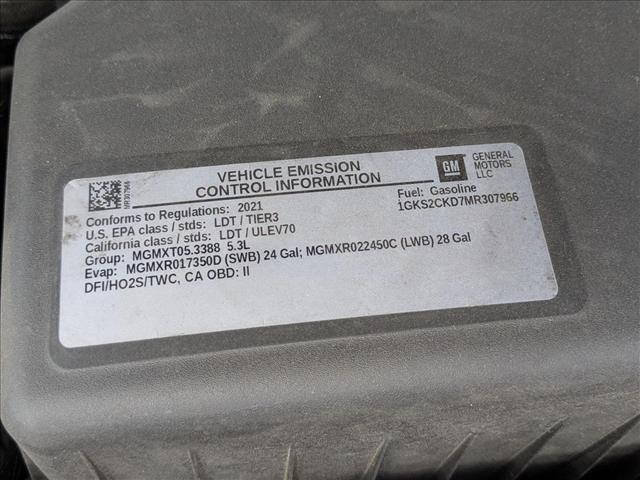 VEHICLE EMISSION
CONTROL INFORMATION
GM
GENERAL
MOTORS
LLC
MR307966
Conforms to Regulations: 2021
Fuel: Gasoline
U.S. EPA class / stds: LDT / TIER3
1GKS2CKD7MR307966
California class / stds: LDT / ULEV70
Group: MGMXT05.3388 5.3L
Evap: MGMXR017350D (SWB) 24 Gal; MGMXR022450C (LWB) 28 Gal
DFI/HO2S/TWC, CA OBD: II